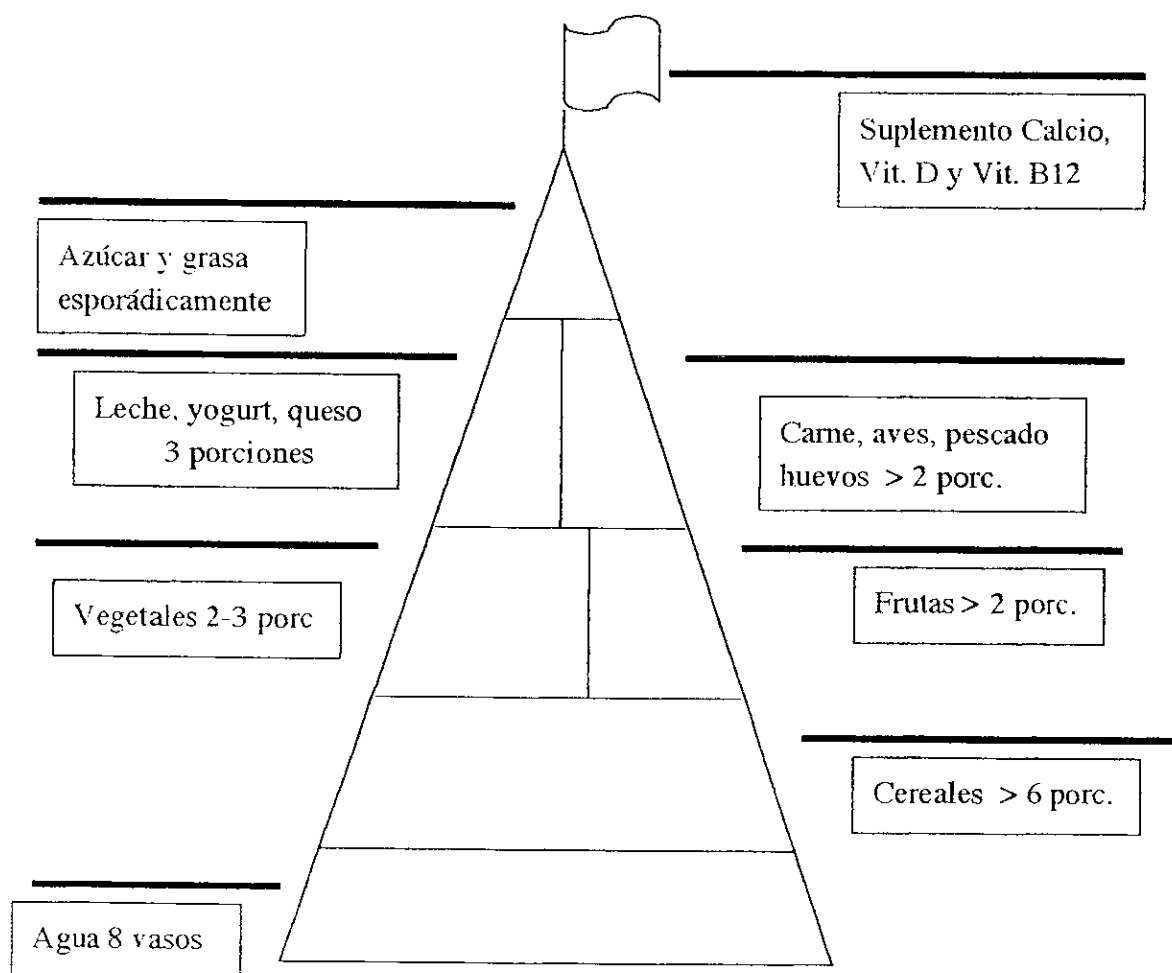 Suplemento Calcio,
Vit. D y Vit. B12
Azúcar y grasa
esporádicamente
Leche, yogurt, queso
3 porciones
Carne, aves, pescado
huevos > 2 porc.
Vegetales 2-3 porc
Frutas > 2 porc.
Cereales > 6 porc.
Agua 8 vasos